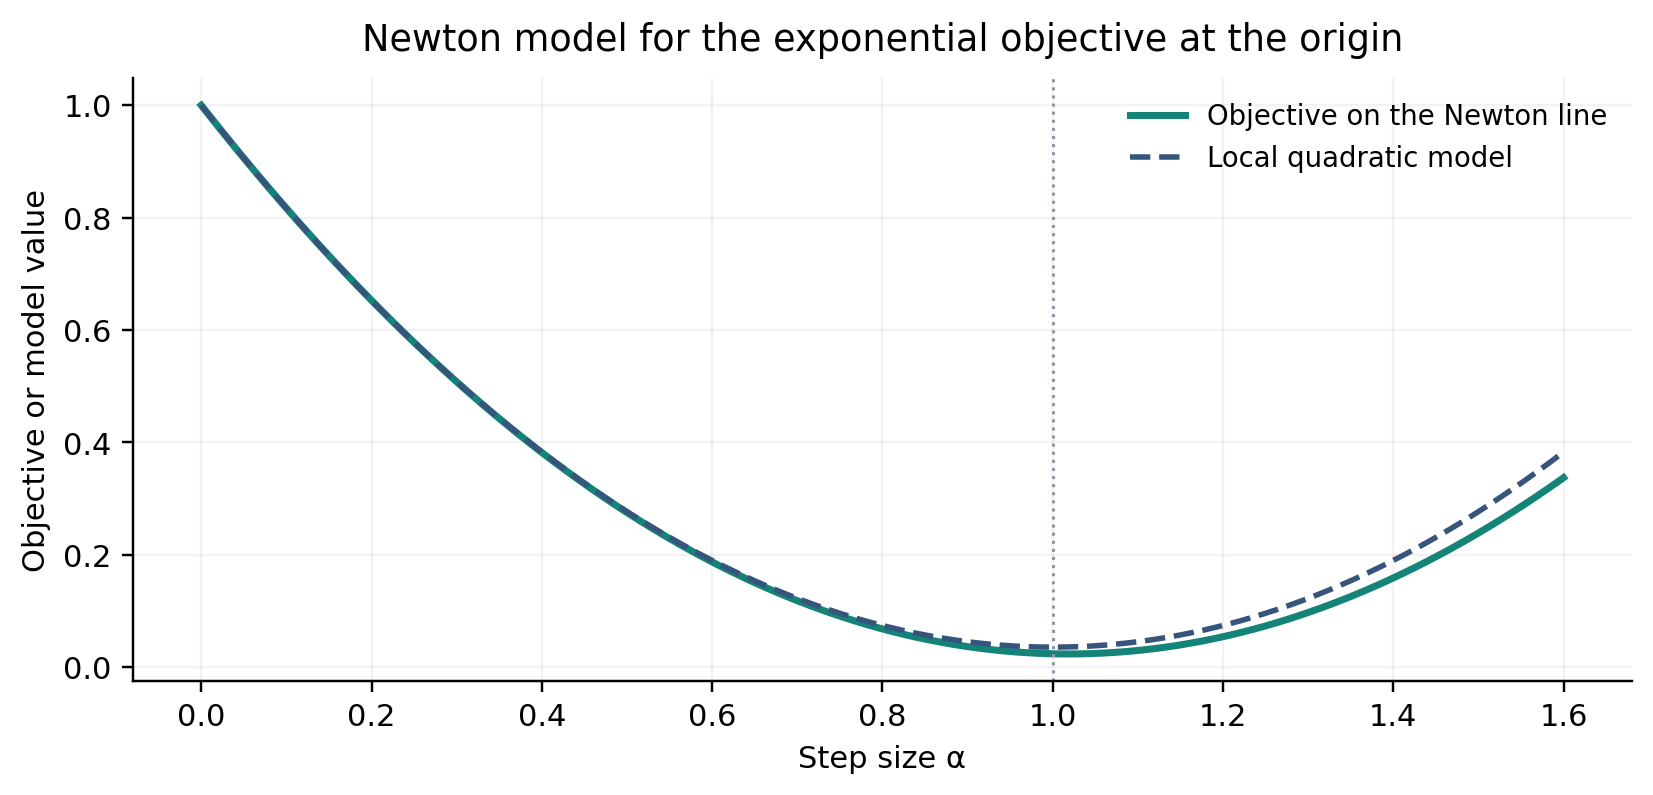 Newton model for the exponential objective at the origin
Objective on the Newton line
Local quadratic model
Objective or model value
1.0
0.8
0.6
0.4
0.2
0.0
0.0 0.2 0.4 0.6 0.8 1.0 1.2 1.4 1.6
Step size α